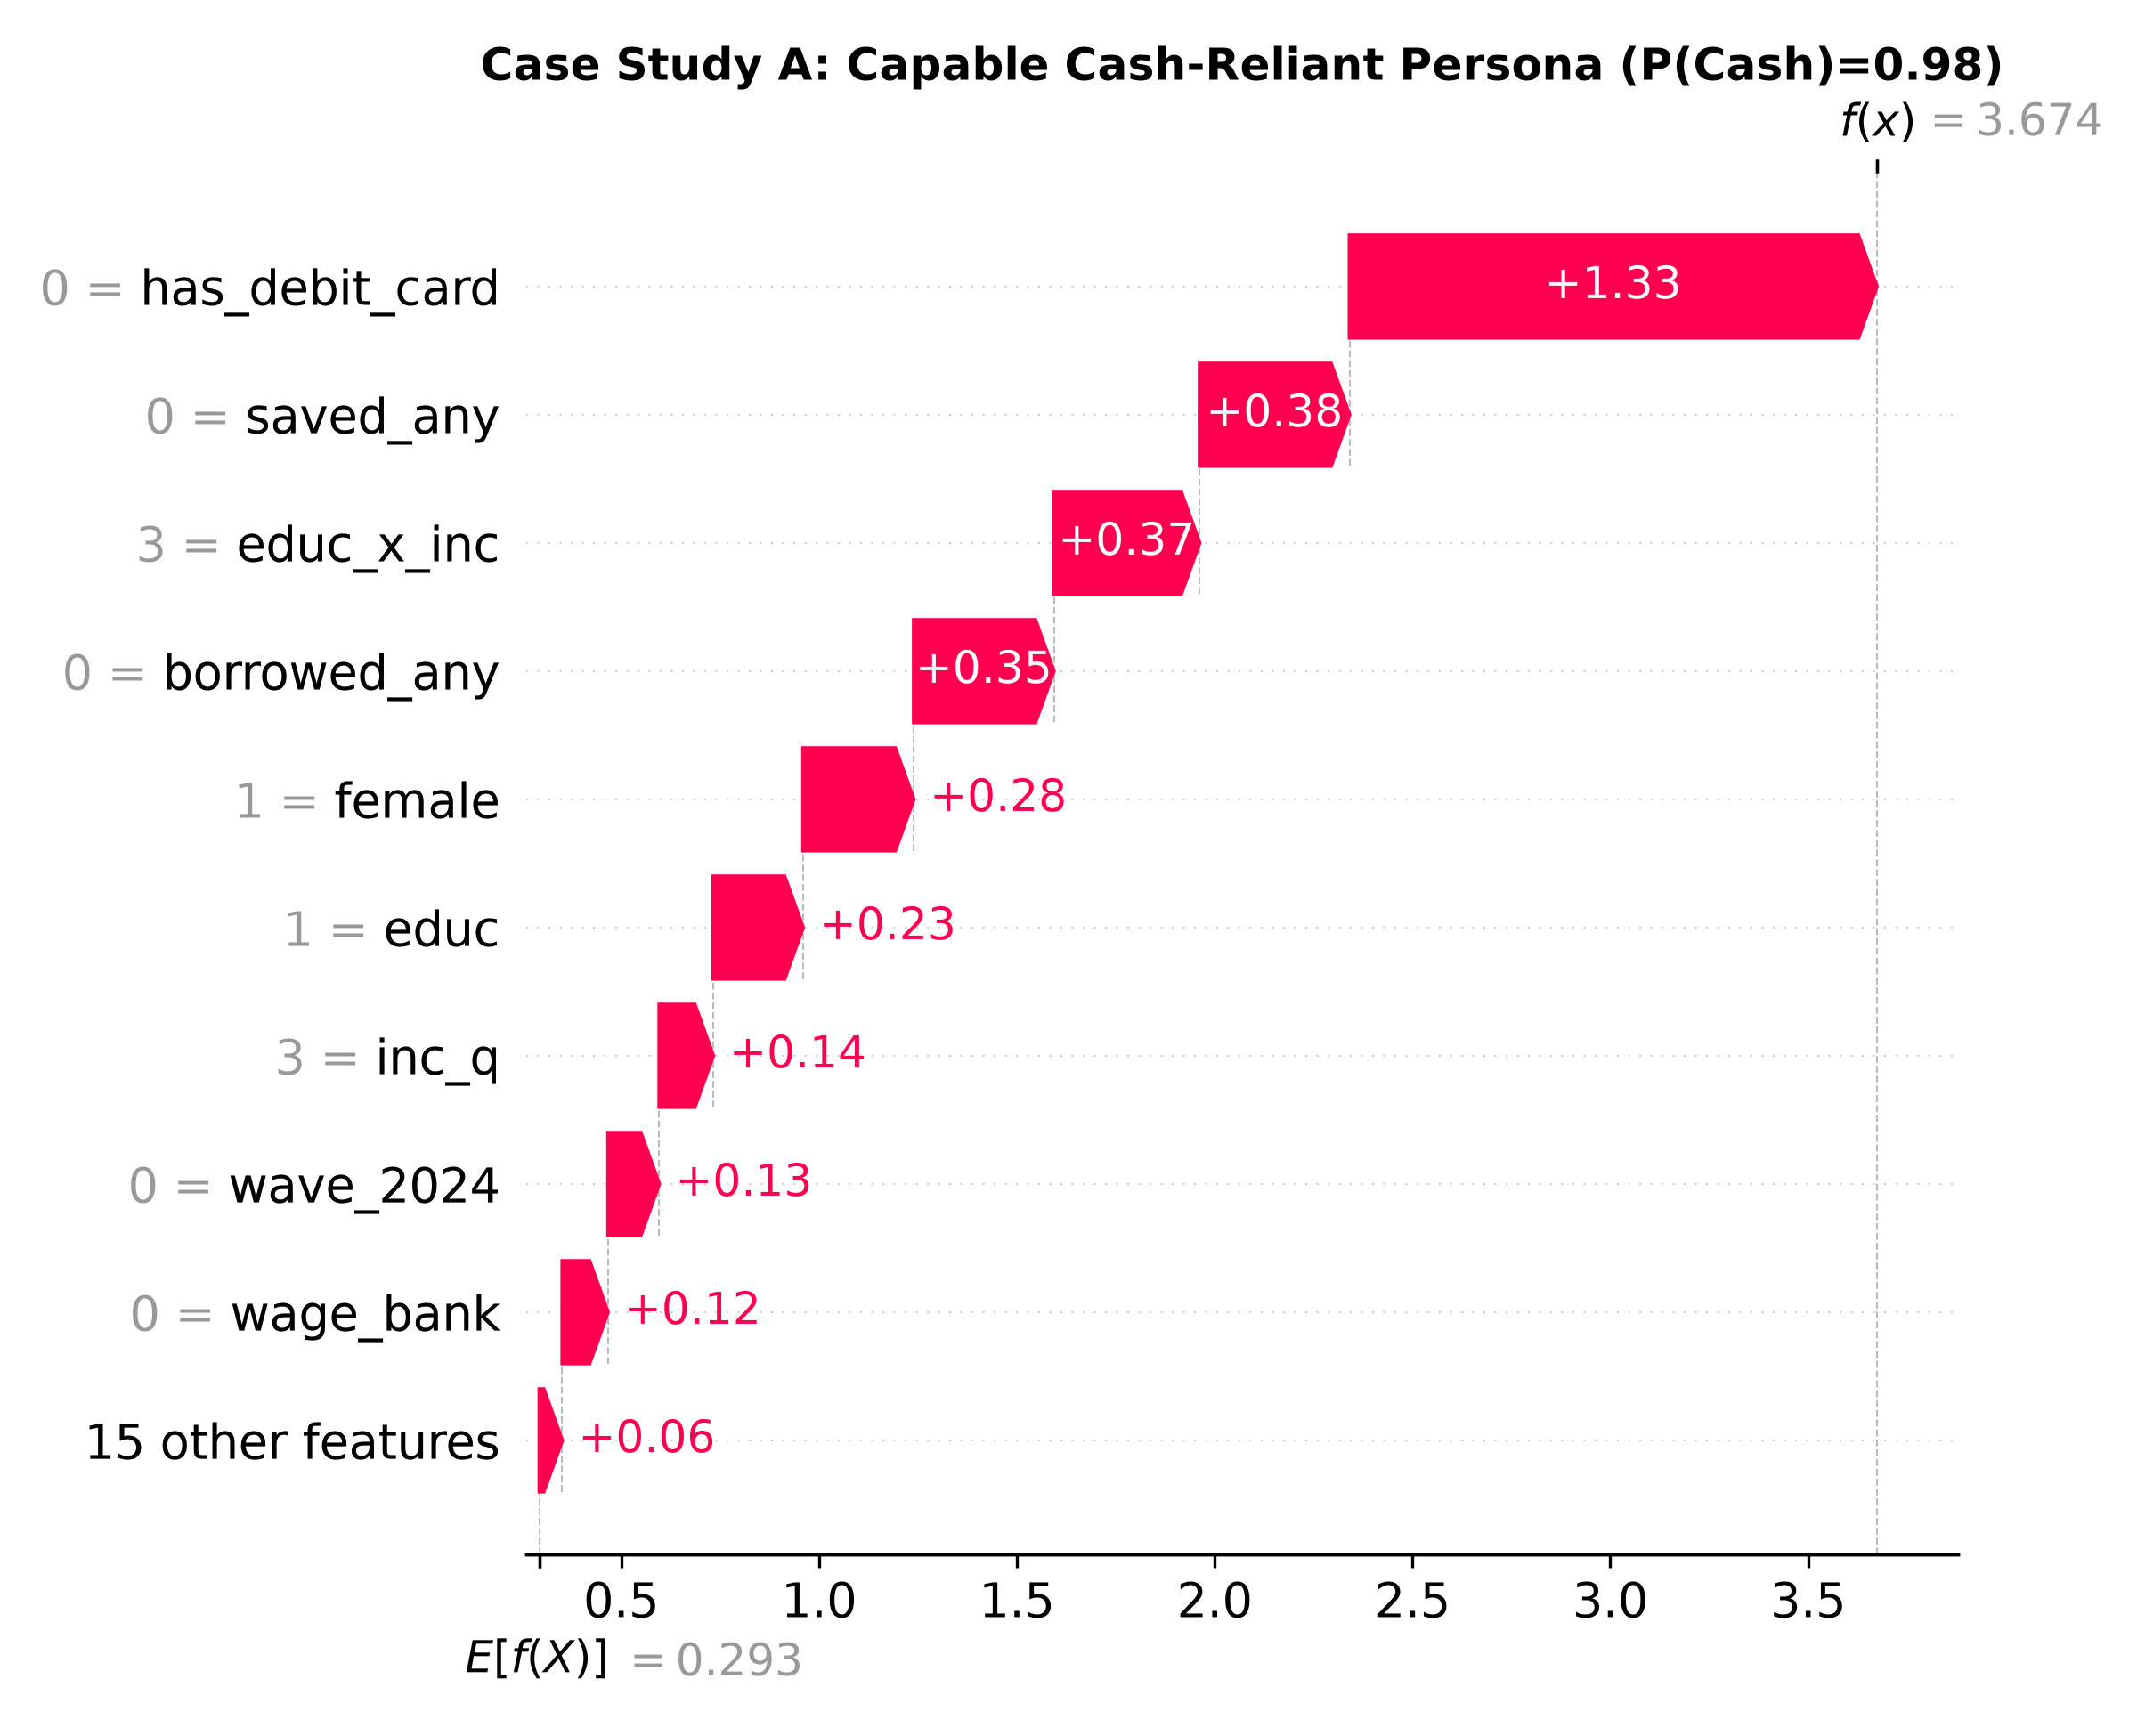 Case Study A: Capable Cash-Reliant Persona (P(Cash)=0.98)
f(x) = 3.674
0 = has_debit_card +1.33
0 = saved_any +0.38
3 = educ_x_inc +0.37
0 = borrowed_any +0.35
1 = female +0.28
1 = educ +0.23
3 = inc_q +0.14
0 = wave_2024 +0.13
0 = wage_bank +0.12
15 other features +0.06
0.5 1.0 1.5 2.0 2.5 3.0 3.5
E[f(X)] = 0.293